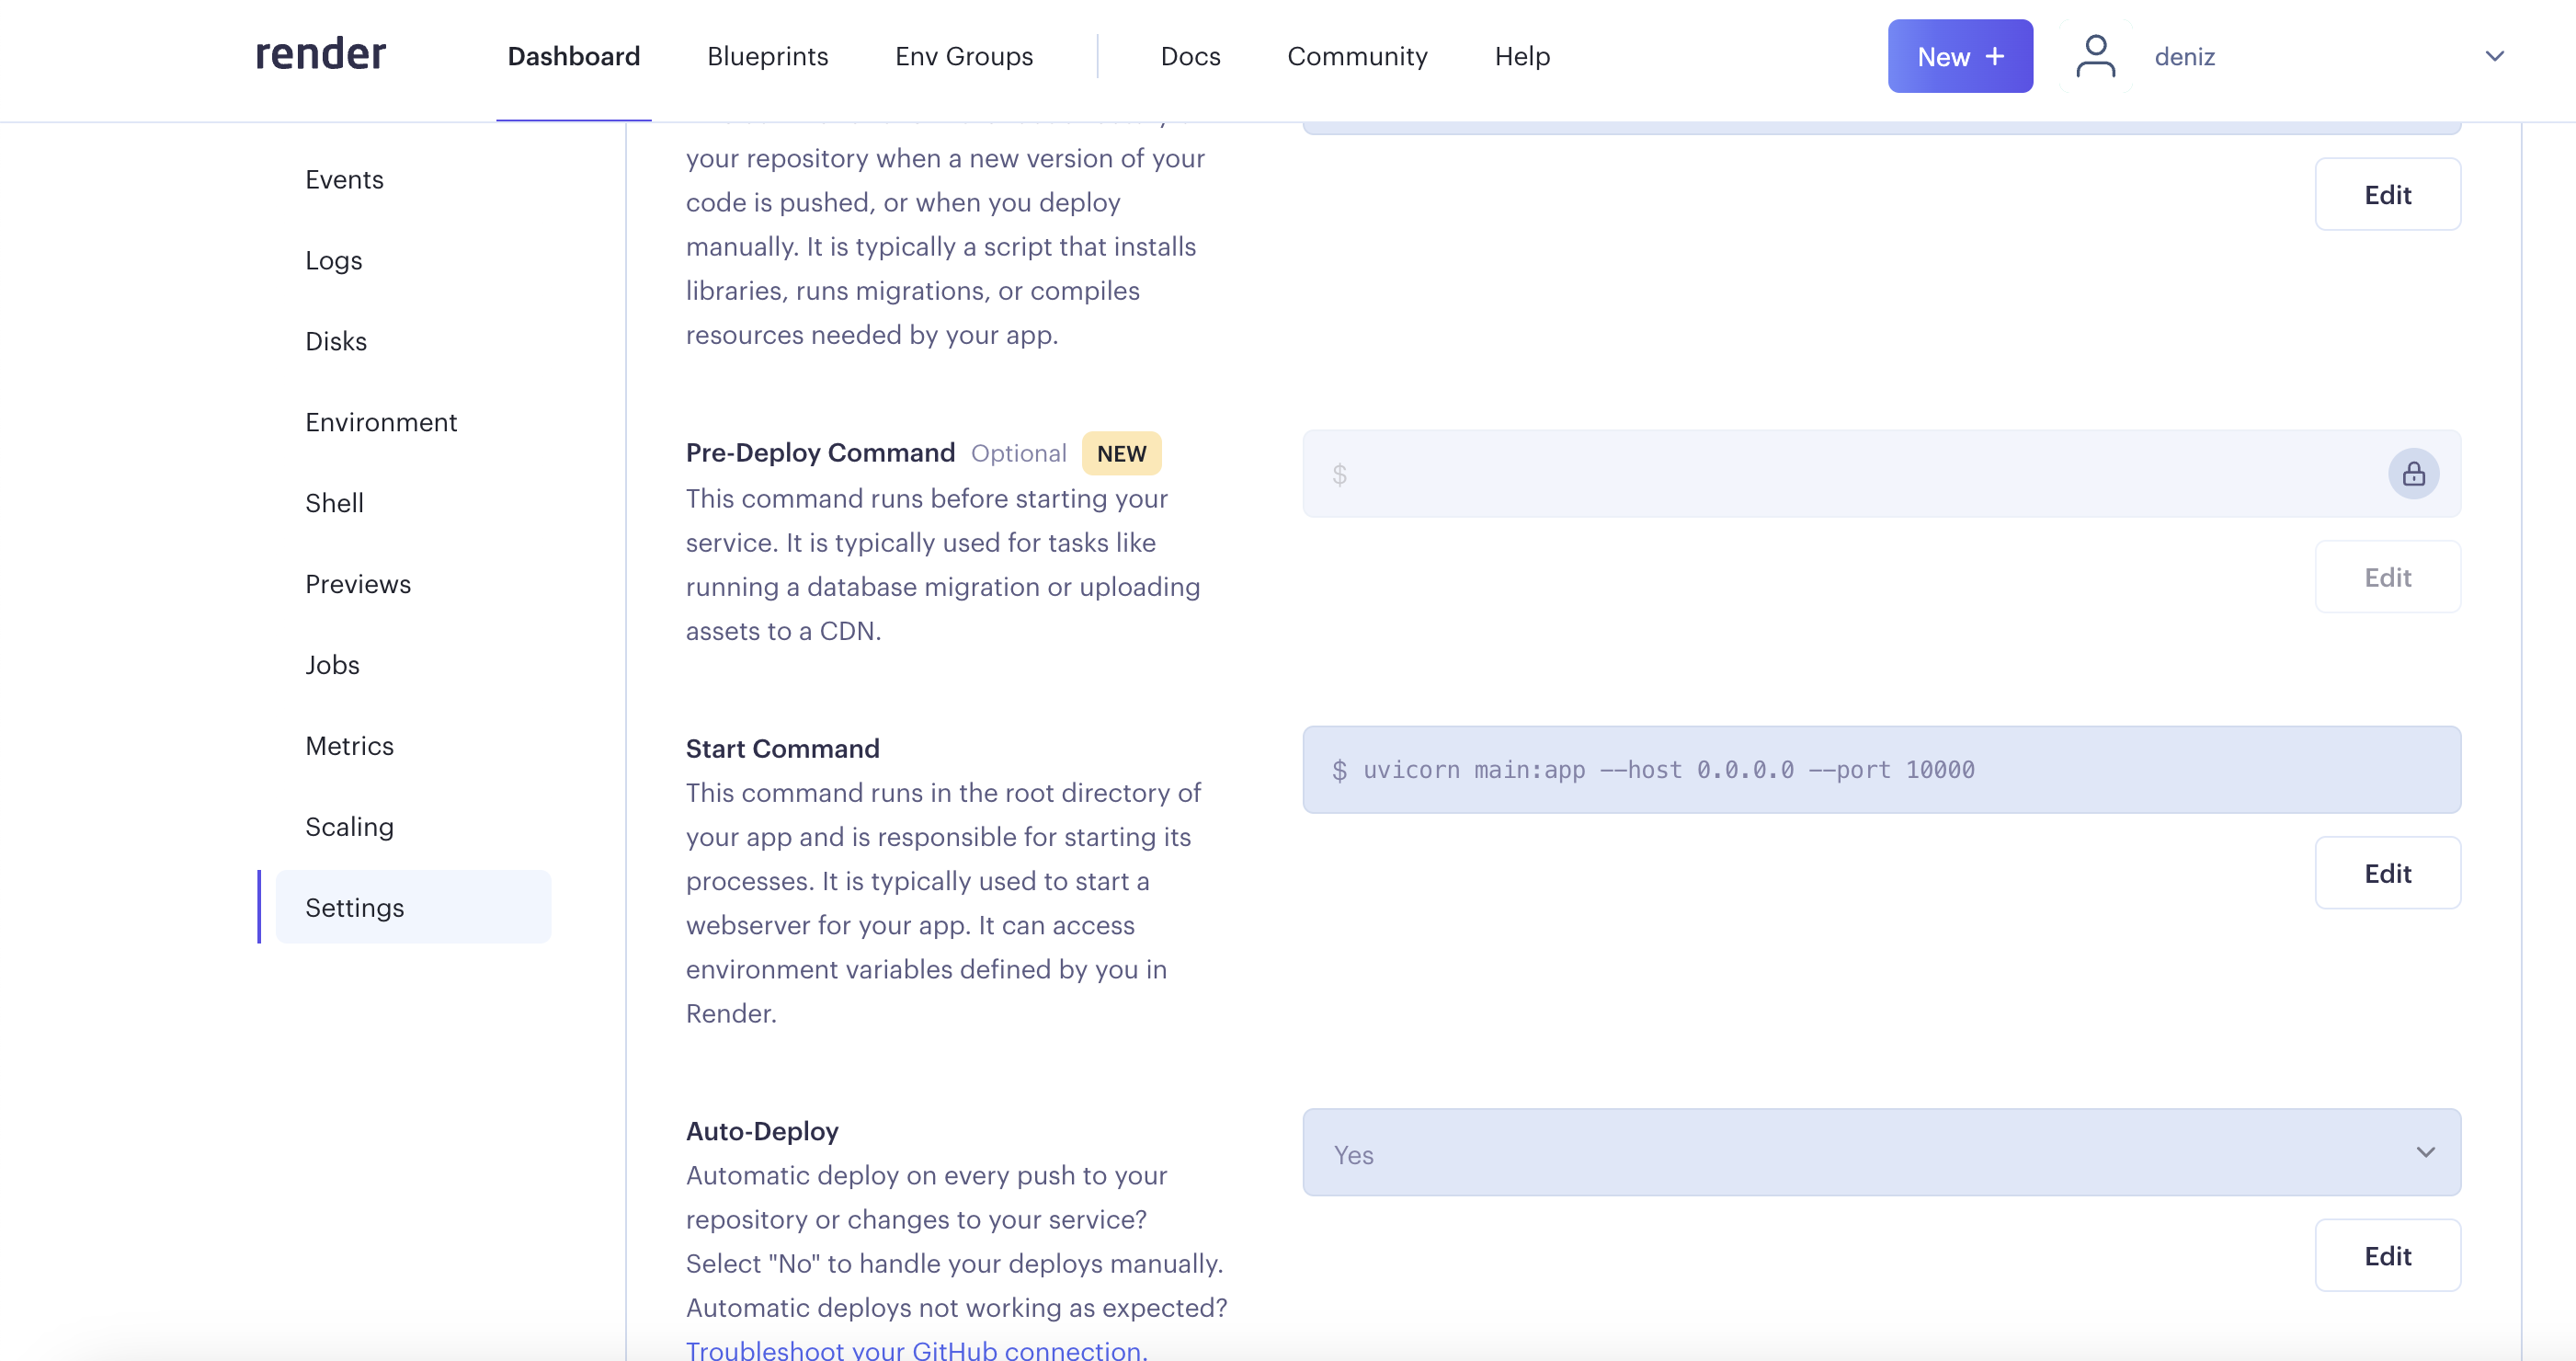 render
Dashboard
Blueprints
Env Groups
Docs
Community
Help
New +
deniz
Events
Logs
Disks
Environment
Shell
Previews
Jobs
Metrics
Scaling
Settings
your repository when a new version of your
code is pushed, or when you deploy
manually. It is typically a script that installs
libraries, runs migrations, or compiles
resources needed by your app.
Edit
Pre-Deploy Command Optional NEW
This command runs before starting your
service. It is typically used for tasks like
running a database migration or uploading
assets to a CDN.
$
Edit
Start Command
This command runs in the root directory of
your app and is responsible for starting its
processes. It is typically used to start a
webserver for your app. It can access
environment variables defined by you in
Render.
$ uvicorn main:app --host 0.0.0.0 --port 10000
Edit
Auto-Deploy
Automatic deploy on every push to your
repository or changes to your service?
Select "No" to handle your deploys manually.
Automatic deploys not working as expected?
Troubleshoot your GitHub connection.
Yes
Edit